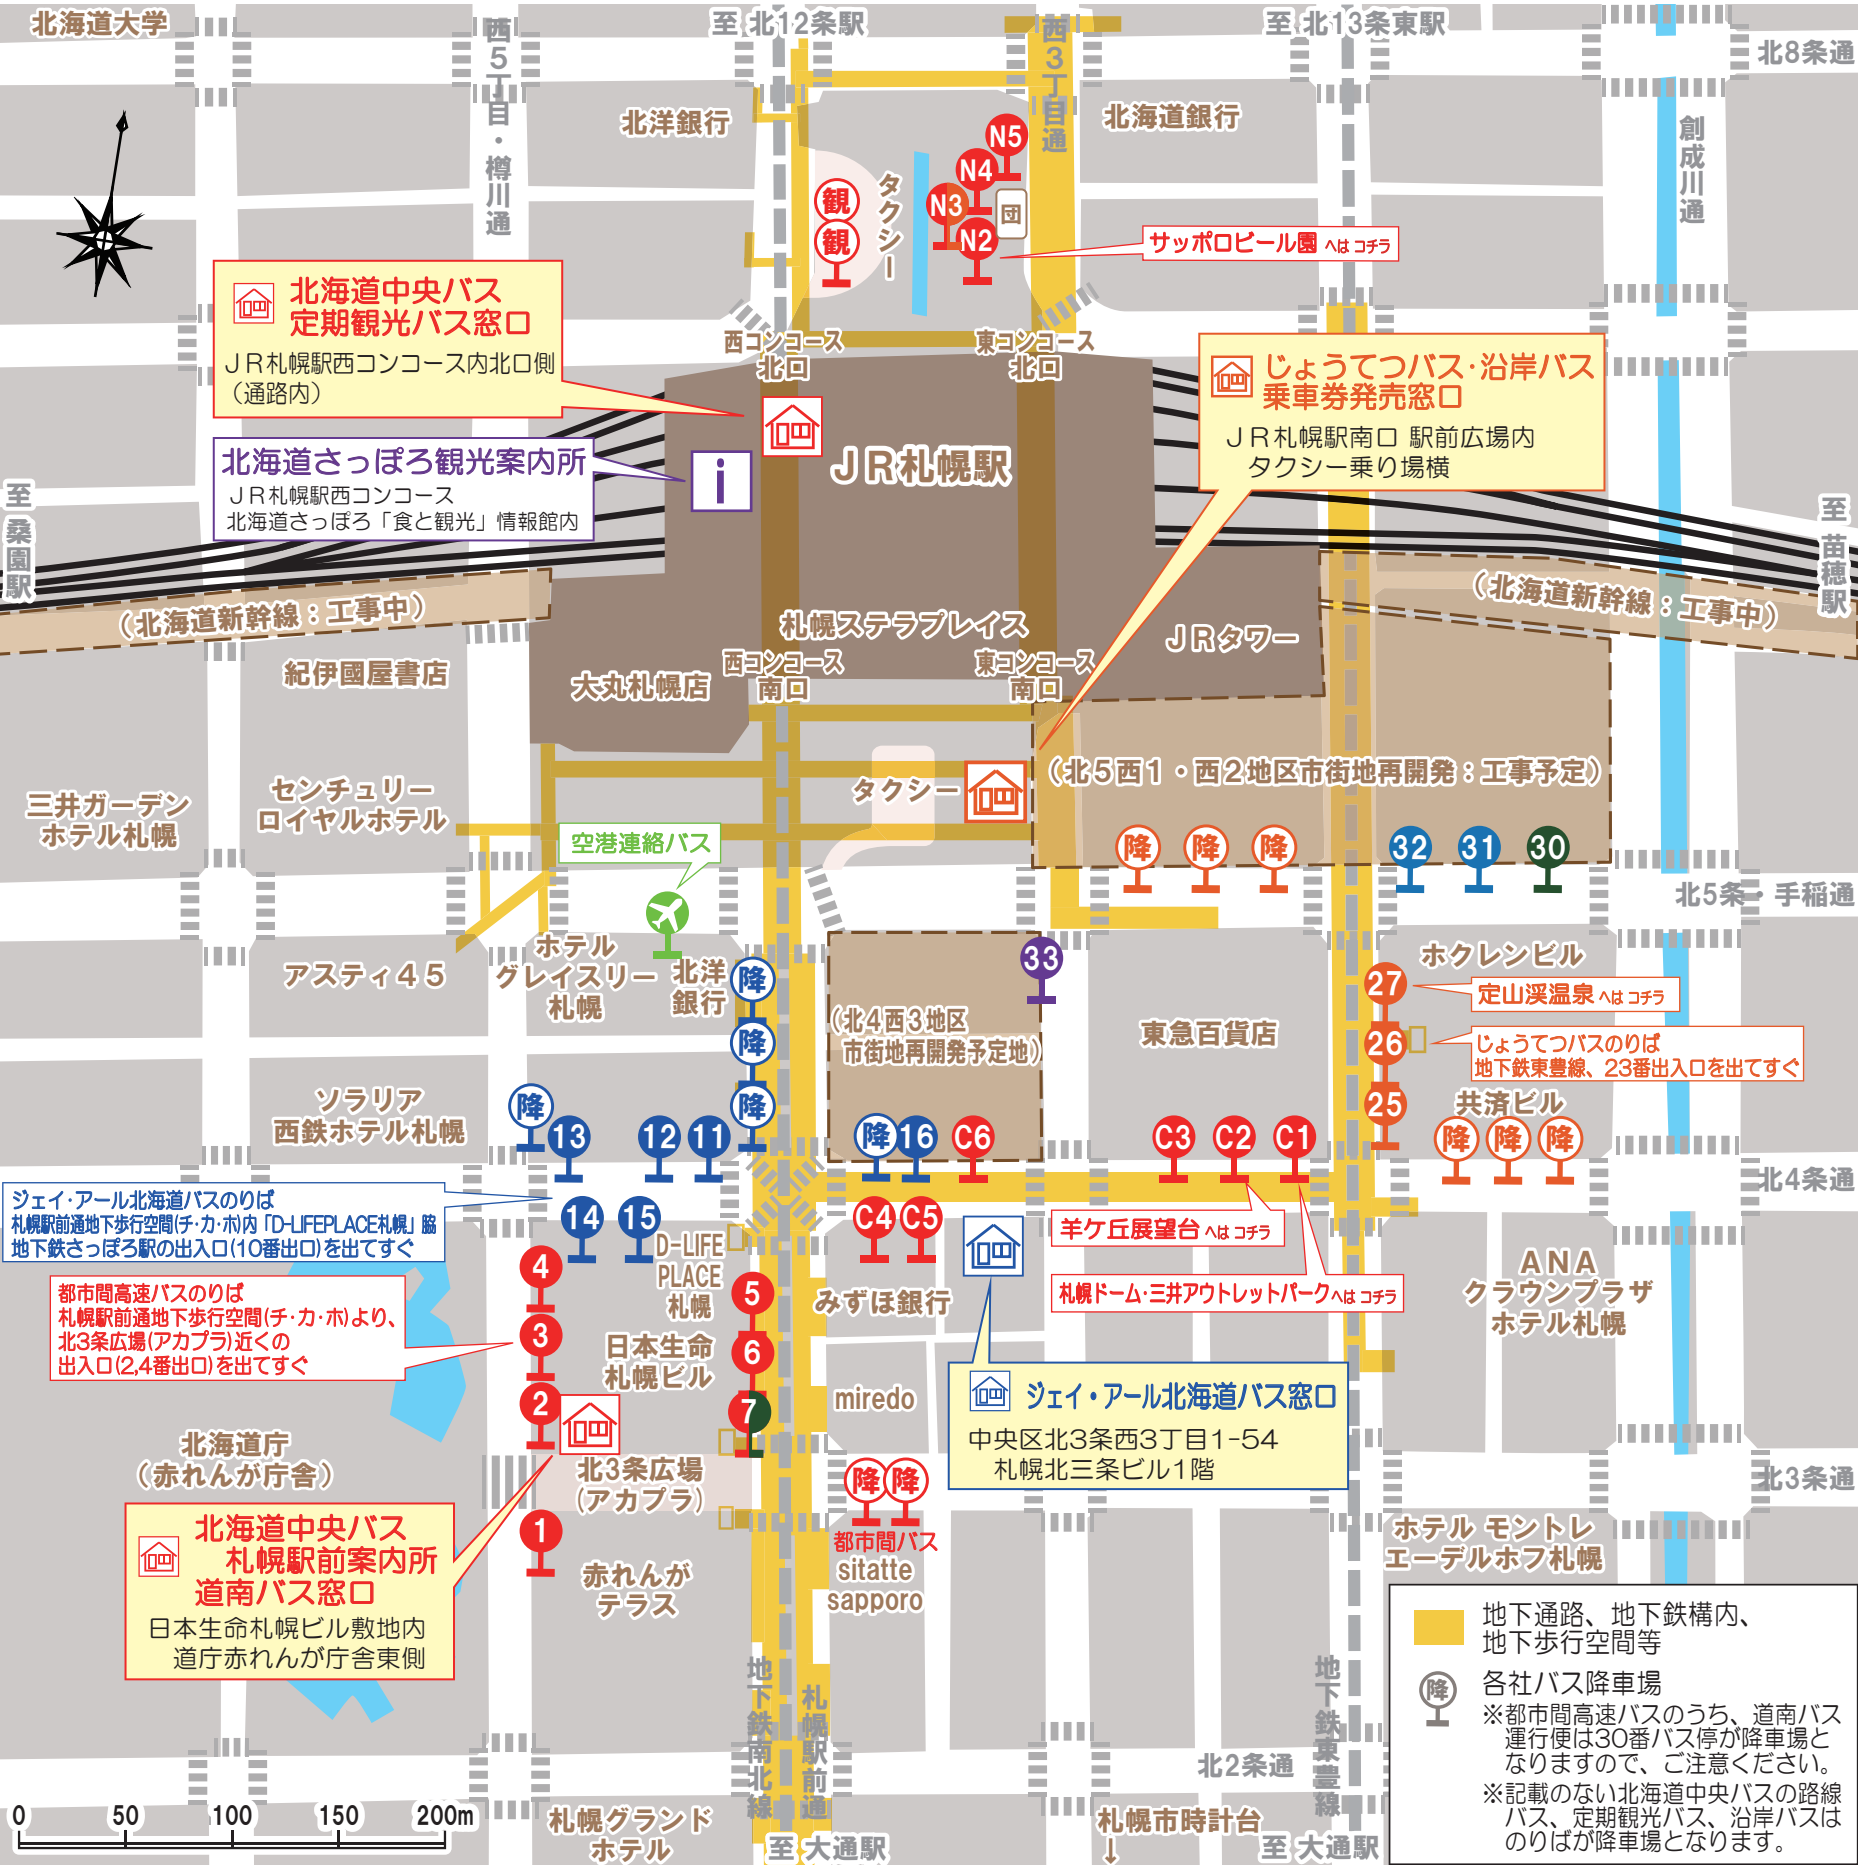 北海道大学
西5丁目・樽川通
至 北12条駅
西3丁目通
至 北13条東駅
北8条通
創成川通
北洋銀行
北海道銀行
タクシー
観
観
N5
N4
N3
N2
団
サッポロビール園 へは コチラ
北海道中央バス
定期観光バス窓口
JR札幌駅西コンコース内北口側
（通路内）
西コンコース
北口
東コンコース
北口
じょうてつバス・沿岸バス
乗車券発売窓口
JR札幌駅南口 駅前広場内
タクシー乗り場横
北海道さっぽろ観光案内所
JR札幌駅西コンコース
北海道さっぽろ「食と観光」情報館内
i
JR札幌駅
至 桑園駅
至 苗穂駅
（北海道新幹線：工事中）
（北海道新幹線：工事中）
札幌ステラプレイス
JRタワー
紀伊國屋書店
大丸札幌店
西コンコース
南口
東コンコース
南口
三井ガーデン
ホテル札幌
センチュリー
ロイヤルホテル
タクシー
（北5西1・西2地区市街地再開発：工事予定）
空港連絡バス
降
降
降
32
31
30
北5条・手稲通
アスティ45
ホテル
グレイスリー
札幌
北洋
銀行
降
降
降
33
（北4西3地区
市街地再開発予定地）
東急百貨店
ホクレンビル
27
定山渓温泉 へは コチラ
26
じょうてつバスのりば
地下鉄東豊線、23番出入口を出てすぐ
25
共済ビル
降
降
降
ソラリア
西鉄ホテル札幌
降
13
12
11
降
16
C6
C3
C2
C1
北4条通
ジェイ・アール北海道バスのりば
札幌駅前通地下歩行空間(チ・カ・ホ)内「D-LIFEPLACE札幌」脇
地下鉄さっぽろ駅の出入口(10番出口)を出てすぐ
14
15
D-LIFE
PLACE
札幌
C4
C5
羊ケ丘展望台 へは コチラ
札幌ドーム・三井アウトレットパークへは コチラ
都市間高速バスのりば
札幌駅前通地下歩行空間(チ・カ・ホ)より、
北3条広場(アカプラ)近くの
出入口(2,4番出口)を出てすぐ
4
3
2
5
6
7
日本生命
札幌ビル
みずほ銀行
miredo
ANA
クラウンプラザ
ホテル札幌
ジェイ・アール北海道バス窓口
中央区北3条西3丁目1-54
札幌北三条ビル1階
北海道庁
（赤れんが庁舎）
北3条広場
（アカプラ）
降
降
都市間バス
sitatte
sapporo
北3条通
ホテル モントレ
エーデルホフ札幌
北海道中央バス
札幌駅前案内所
道南バス窓口
日本生命札幌ビル敷地内
道庁赤れんが庁舎東側
1
赤れんが
テラス
地下鉄南北線
札幌駅前通
地下鉄東豊線
北2条通
札幌グランド
ホテル
至 大通駅
札幌市時計台
↓
至 大通駅
0
50
100
150
200m
地下通路、地下鉄構内、
地下歩行空間等
降
各社バス降車場
※都市間高速バスのうち、道南バス
運行便は30番バス停が降車場と
なりますので、ご注意ください。
※記載のない北海道中央バスの路線
バス、定期観光バス、沿岸バスは
のりばが降車場となります。